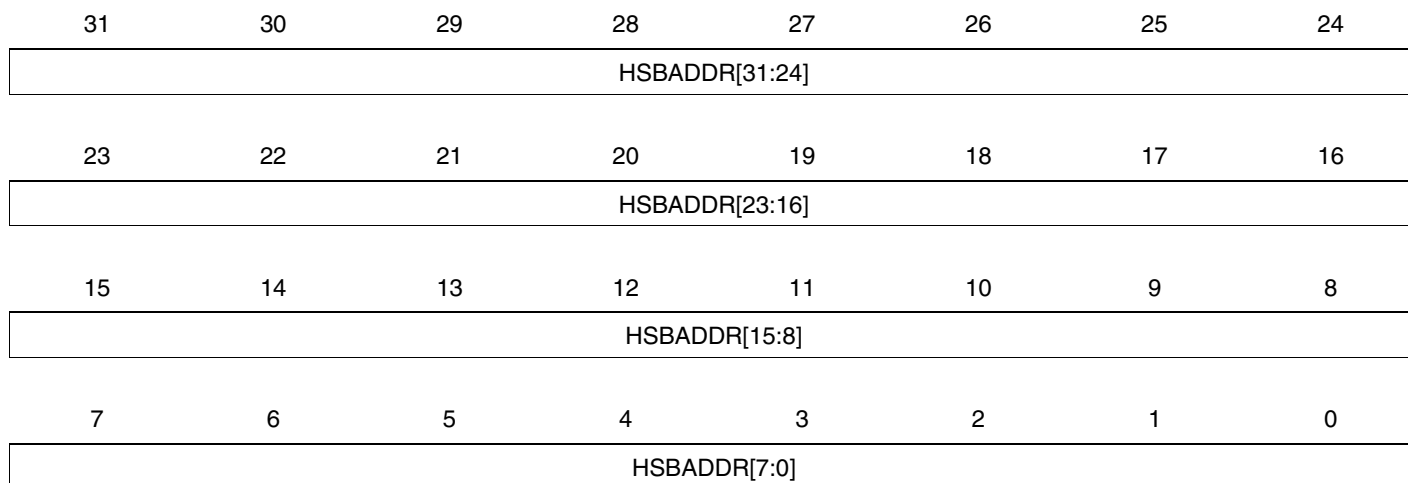 31 30 29 28 27 26 25 24
HSBADDR[31:24]
23 22 21 20 19 18 17 16
HSBADDR[23:16]
15 14 13 12 11 10 9 8
HSBADDR[15:8]
7 6 5 4 3 2 1 0
HSBADDR[7:0]